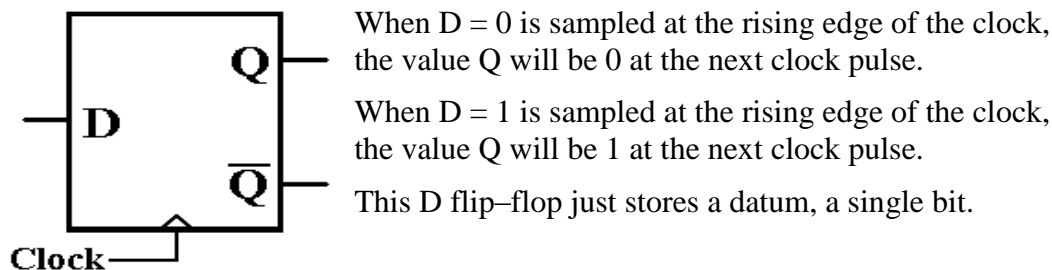 When D = 0 is sampled at the rising edge of the clock,
the value Q will be 0 at the next clock pulse.
When D = 1 is sampled at the rising edge of the clock,
the value Q will be 1 at the next clock pulse.
This D flip–flop just stores a datum, a single bit.
Q
D
Q̅
Clock